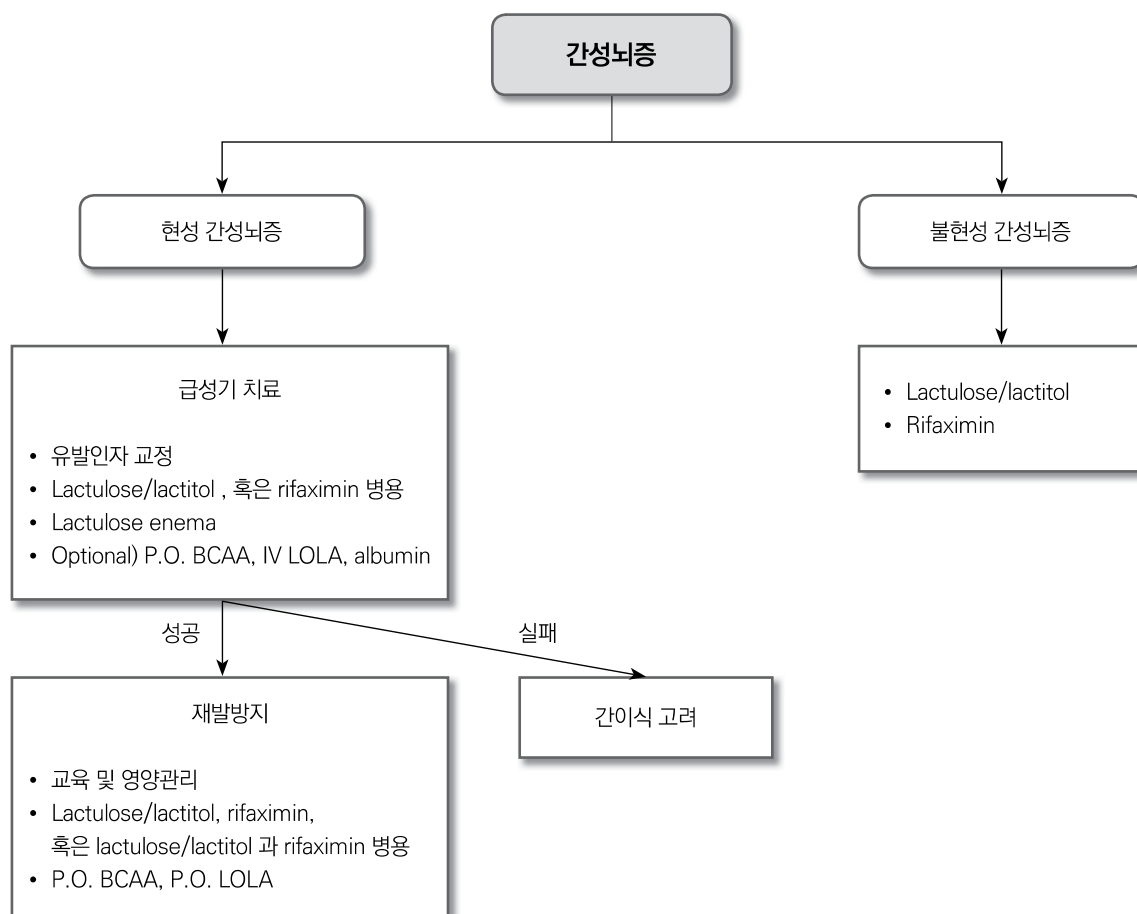 간성뇌증
현성 간성뇌증
불현성 간성뇌증
급성기 치료
• 유발인자 교정
• Lactulose/lactitol , 혹은 rifaximin 병용
• Lactulose enema
• Optional) P.O. BCAA, IV LOLA, albumin
• Lactulose/lactitol
• Rifaximin
성공
실패
재발방지
• 교육 및 영양관리
• Lactulose/lactitol, rifaximin,
혹은 lactulose/lactitol 과 rifaximin 병용
• P.O. BCAA, P.O. LOLA
간이식 고려